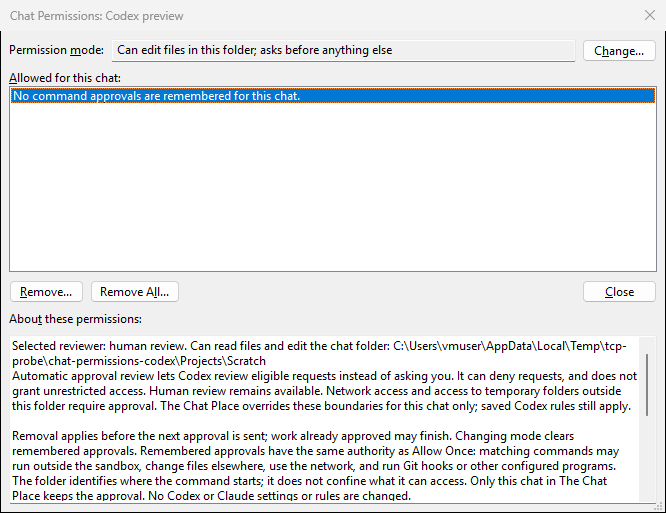 Chat Permissions: Codex preview
Permission mode: Can edit files in this folder; asks before anything else Change...
Allowed for this chat:
No command approvals are remembered for this chat.
Remove... Remove All... Close
About these permissions:
Selected reviewer: human review. Can read files and edit the chat folder: C:\Users\vmuser\AppData\Local\Temp\tcp-
probe\chat-permissions-codex\Projects\Scratch
Automatic approval review lets Codex review eligible requests instead of asking you. It can deny requests, and does not
grant unrestricted access. Human review remains available. Network access and access to temporary folders outside
this folder require approval. The Chat Place overrides these boundaries for this chat only; saved Codex rules still apply.

Removal applies before the next approval is sent; work already approved may finish. Changing mode clears
remembered approvals. Remembered approvals have the same authority as Allow Once: matching commands may
run outside the sandbox, change files elsewhere, use the network, and run Git hooks or other configured programs.
The folder identifies where the command starts; it does not confine what it can access. Only this chat in The Chat
Place keeps the approval. No Codex or Claude settings or rules are changed.